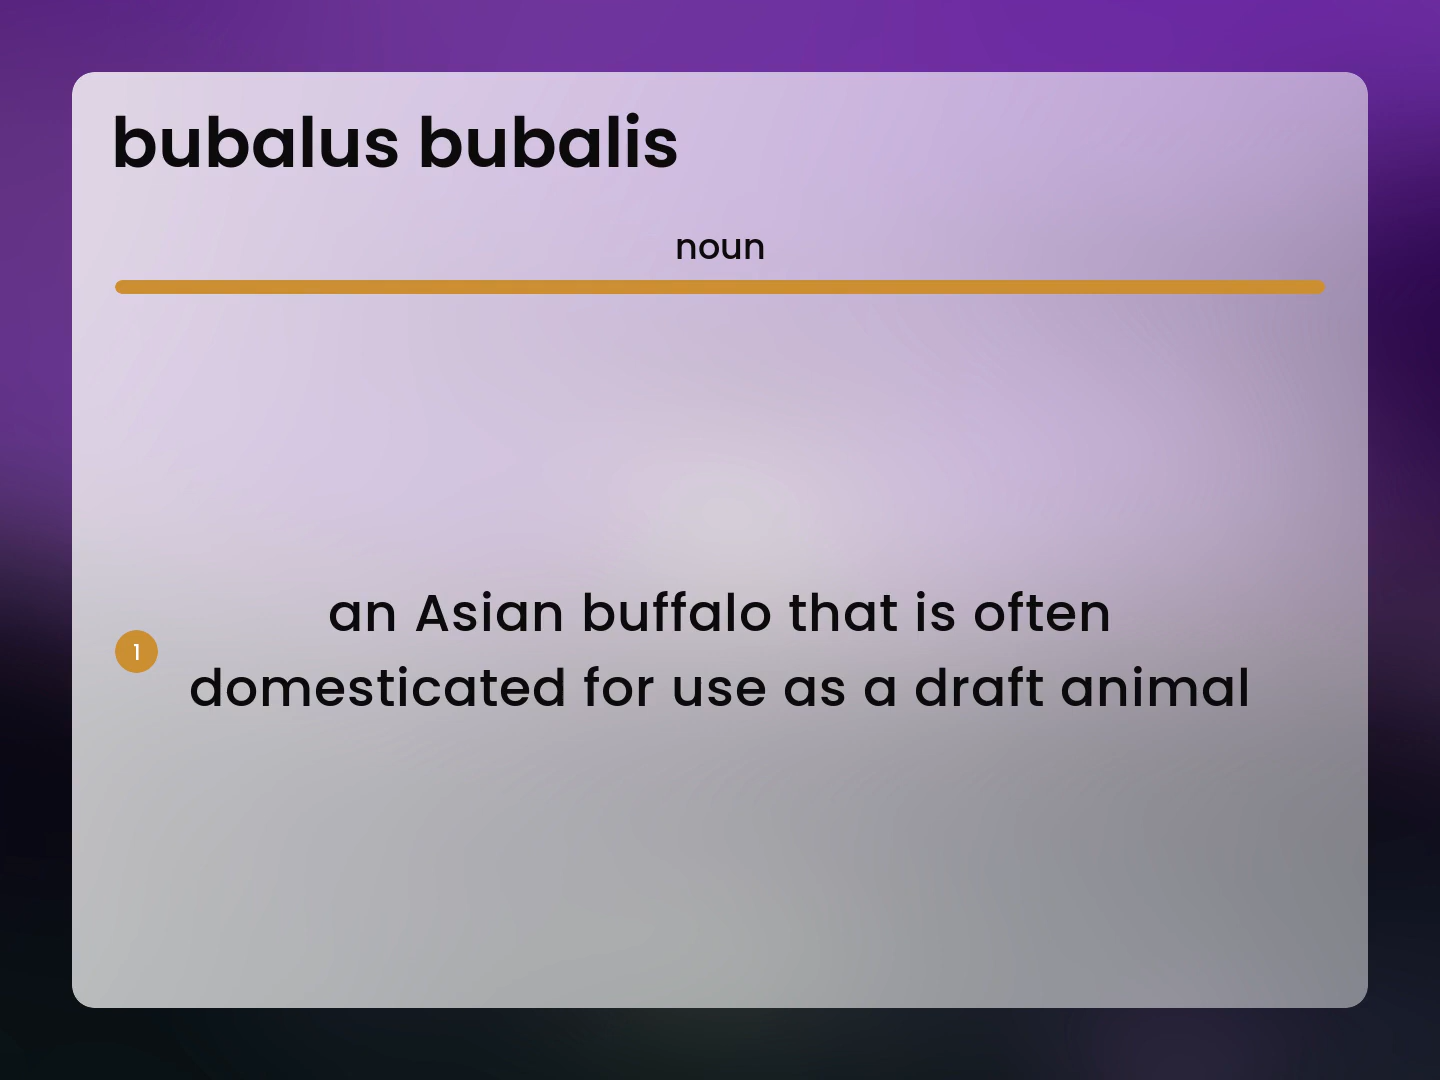 bubalus bubalis
noun
1
an Asian buffalo that is often
domesticated for use as a draft animal